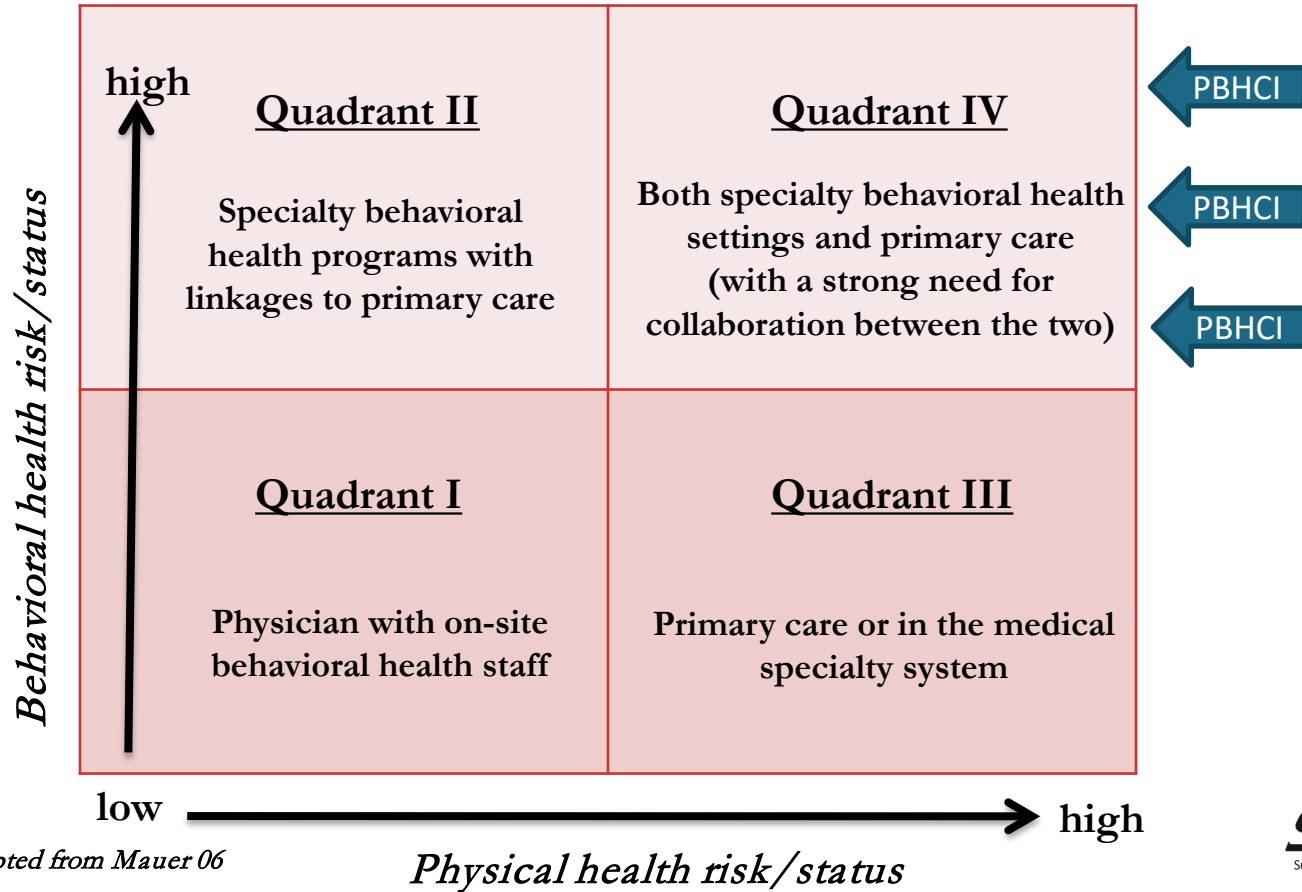 high
Quadrant II
Specialty behavioral
health programs with
linkages to primary care
Quadrant IV
Both specialty behavioral health
settings and primary care
(with a strong need for
collaboration between the two)
PBHCI
PBHCI
PBHCI
Behavioral health risk/status
Quadrant I
Physician with on-site
behavioral health staff
Quadrant III
Primary care or in the medical
specialty system
low
high
from Mauer 06
Physical health risk/status